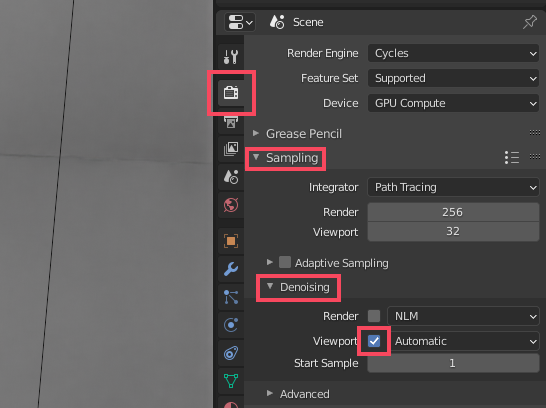 Scene
Render Engine Cycles
Feature Set Supported
Device GPU Compute
Grease Pencil
Sampling
Integrator Path Tracing
Render 256
Viewport 32
Adaptive Sampling
Denoising
Render NLM
Viewport Automatic
Start Sample 1
Advanced